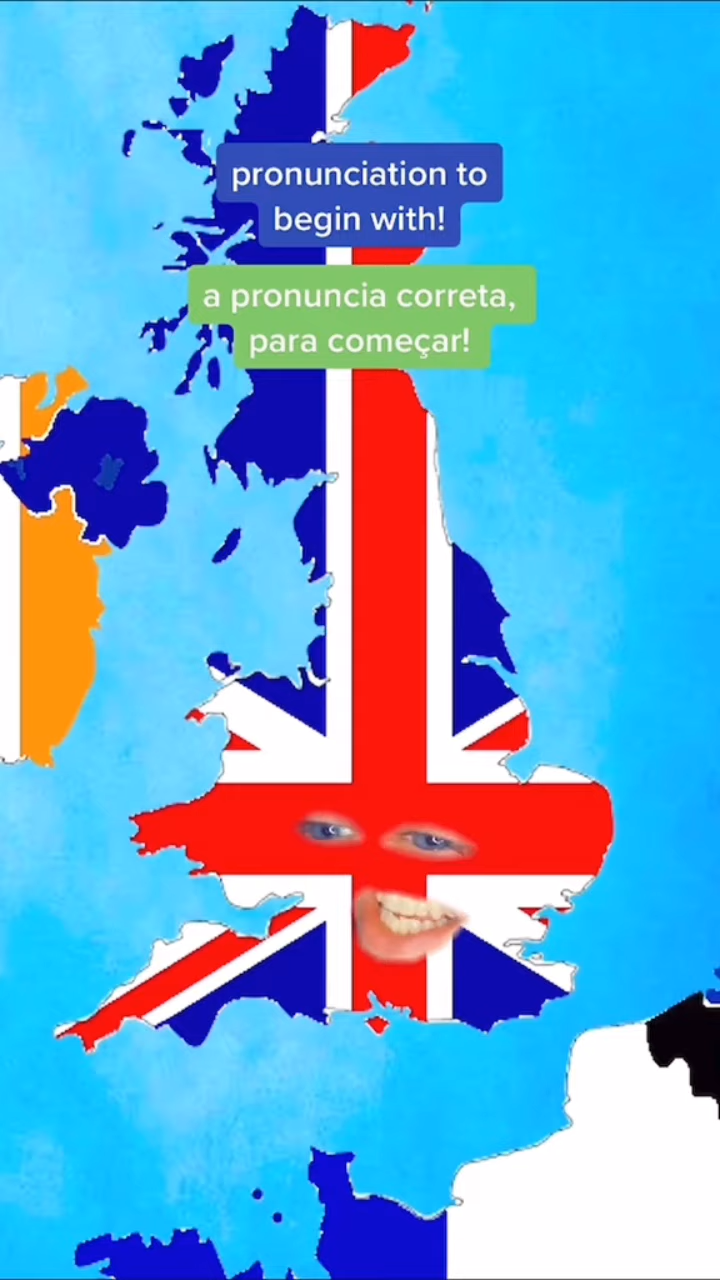 pronunciation to
begin with!
a pronuncia correta,
para começar!